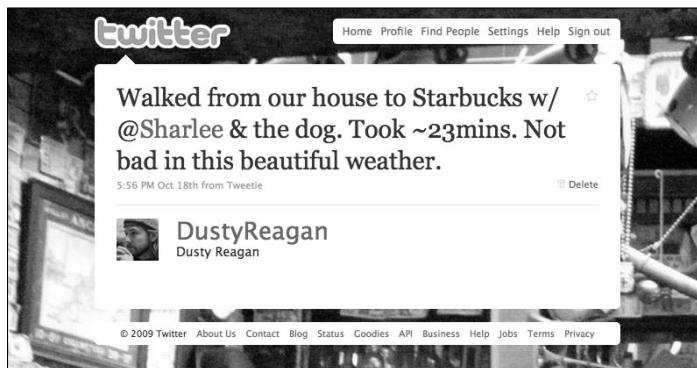 twitter
Home Profile Find People Settings Help Sign out
Walked from our house to Starbucks w/
@Sharlee & the dog. Took ~23mins. Not
bad in this beautiful weather.
5:56 PM Oct 18th from Tweetie
Delete
DustyReagan
Dusty Reagan
© 2009 Twitter About Us Contact Blog Status Goodies API Business Help Jobs Terms Privacy